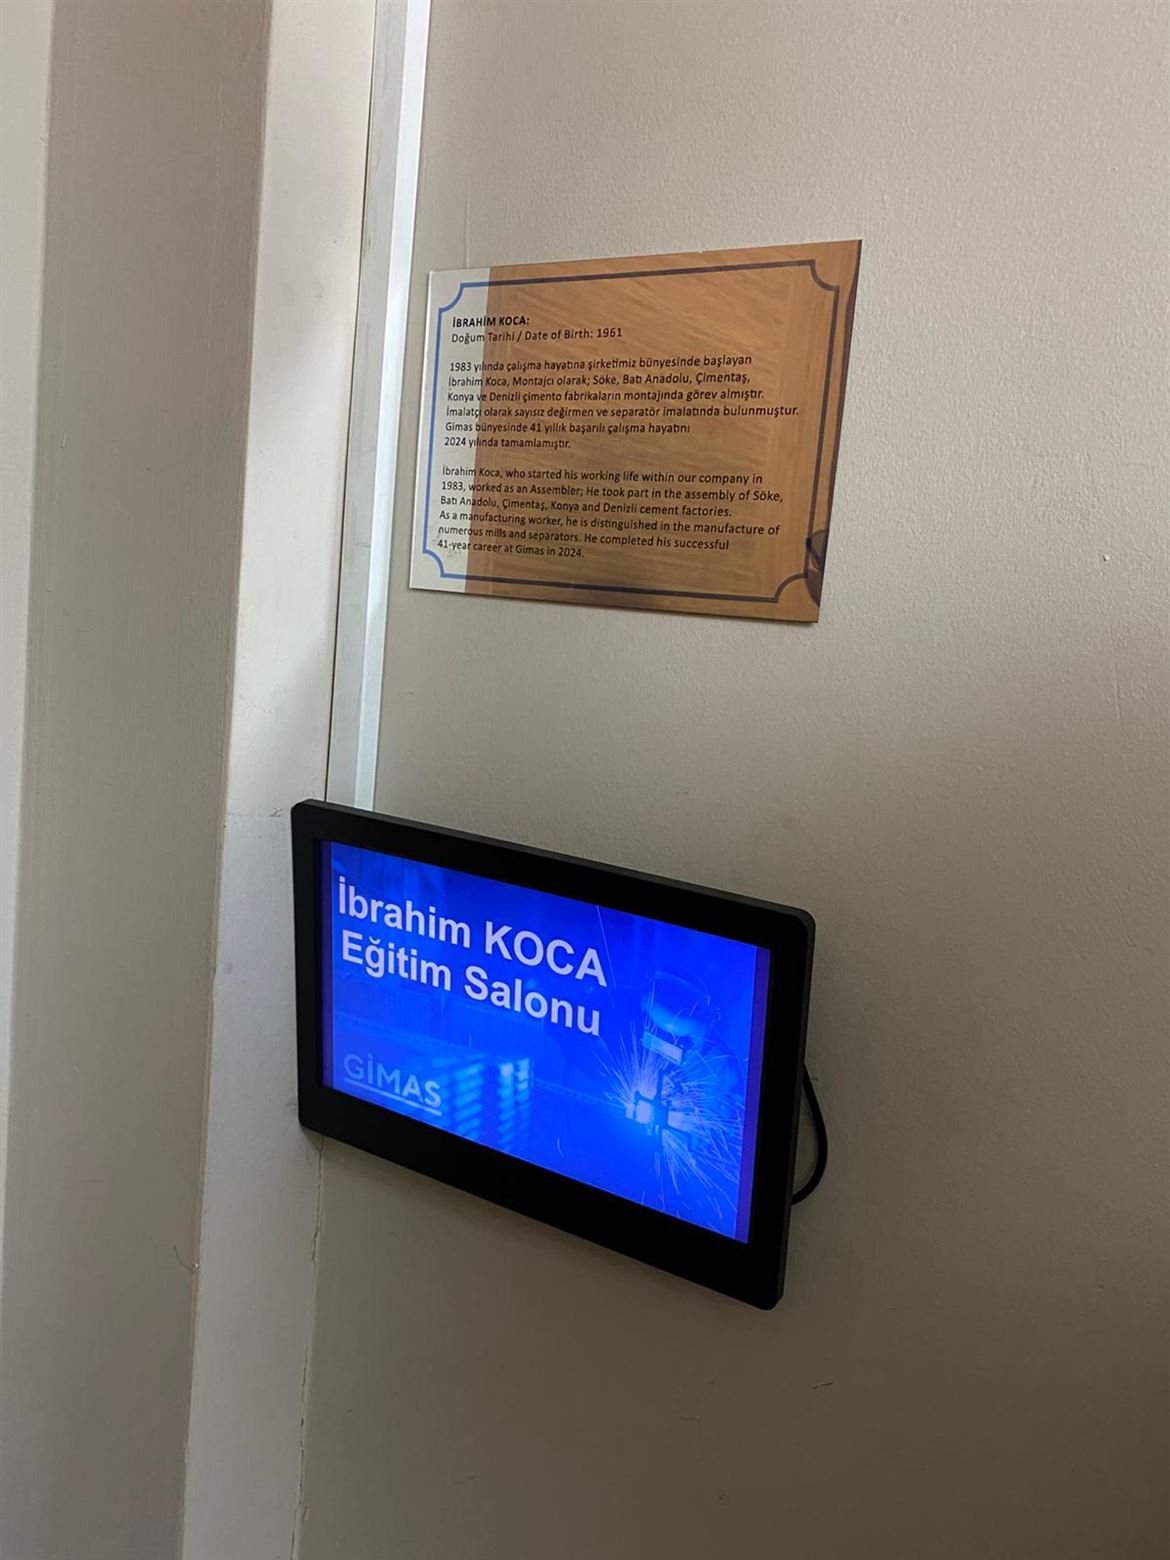 İBRAHİM KOCA:
Doğum Tarihi / Date of Birth: 1961
1983 yılında çalışma hayatına şirketimiz bünyesinde başlayan
İbrahim Koca, Montajcı olarak; Söke, Batı Anadolu, Çimentaş,
Konya ve Denizli çimento fabrikaların montajında görev almıştır.
İmalatçı olarak sayısız değirmen ve separatör imalatında bulunmuştur.
Gimas bünyesinde 41 yıllık başarılı çalışma hayatını
2024 yılında tamamlamıştır.
İbrahim Koca, who started his working life within our company in
1983, worked as an Assembler; He took part in the assembly of Söke,
Batı Anadolu, Çimentaş, Konya and Denizli cement factories.
As a manufacturing worker, he is distinguished in the manufacture of
numerous mills and separators. He completed his successful
41-year career at Gimas in 2024.
İbrahim KOCA
Eğitim Salonu
GİMAS